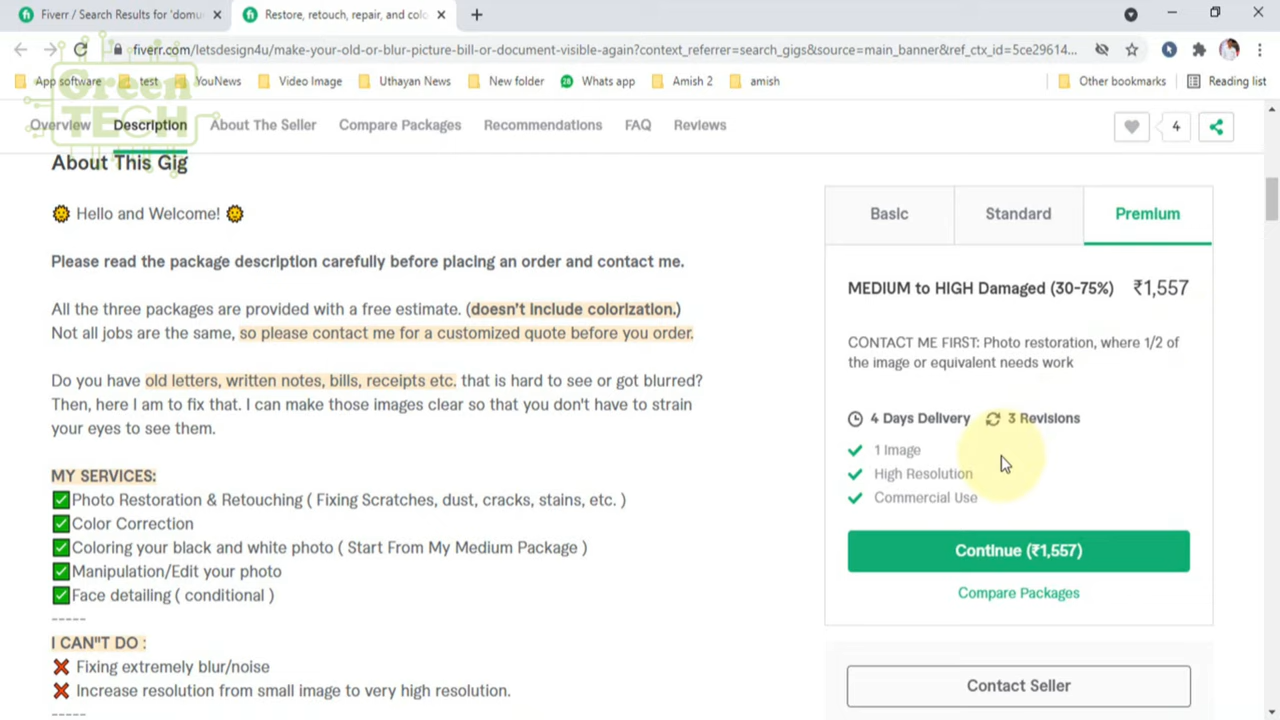 Fiverr / Search Results for 'domu
Restore, retouch, repair, and colo
fiverr.com/letsdesign4u/make-your-old-or-blur-picture-bill-or-document-visible-again?context_referrer=search_gigs&source=main_banner&ref_ctx_id=5ce29614...
App software test YouNews Video Image Uthayan News New folder 28 Whats app Amish 2 amish Other bookmarks Reading list
Green
TECH
Overview Description About The Seller Compare Packages Recommendations FAQ Reviews 4
About This Gig
Hello and Welcome!
Please read the package description carefully before placing an order and contact me.
All the three packages are provided with a free estimate. (doesn't include colorization.)
Not all jobs are the same, so please contact me for a customized quote before you order.
Do you have old letters, written notes, bills, receipts etc. that is hard to see or got blurred?
Then, here I am to fix that. I can make those images clear so that you don't have to strain
your eyes to see them.
MY SERVICES:
Photo Restoration & Retouching ( Fixing Scratches, dust, cracks, stains, etc. )
Color Correction
Coloring your black and white photo ( Start From My Medium Package )
Manipulation/Edit your photo
Face detailing ( conditional )
-----
I CAN"T DO :
Fixing extremely blur/noise
Increase resolution from small image to very high resolution.
-----
Basic Standard Premium
MEDIUM to HIGH Damaged (30-75%) ₹1,557
CONTACT ME FIRST: Photo restoration, where 1/2 of
the image or equivalent needs work
4 Days Delivery 3 Revisions
1 Image
High Resolution
Commercial Use
Continue (₹1,557)
Compare Packages
Contact Seller